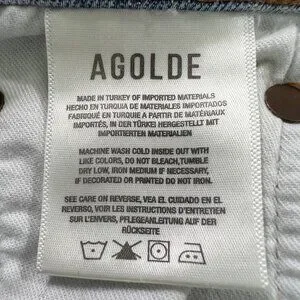 AGOLDE
MADE IN TURKEY OF IMPORTED MATERIALS
HECHO EN TURQUIA DE MATERIALES IMPORTADOS
FABRIQUÉ EN TURQUIE A PARTIR DE MATÉRIAUX
IMPORTÉS, IN DER TÜRKEI HERGESTELLT MIT
IMPORTIERTEN MATERIALIEN
MACHINE WASH COLD INSIDE OUT WITH
LIKE COLORS, DO NOT BLEACH,TUMBLE
DRY LOW, IRON MEDIUM IF NECESSARY,
IF DECORATED OR PRINTED DO NOT IRON.
SEE CARE ON REVERSE, VEA EL CUIDADO EN EL
REVERSO, VOIR LES INSTRUCTIONS D'ENTRETIEN
SUR L'ENVERS, PFLEGEANLEITUNG AUF DER
RÜCKSEITE